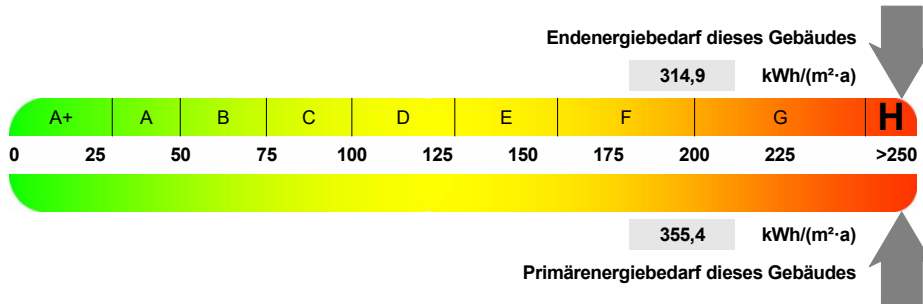 Endenergiebedarf dieses Gebäudes
314,9 kWh/(m²·a)
A+ A B C D E F G H
0 25 50 75 100 125 150 175 200 225 >250
355,4 kWh/(m²·a)
Primärenergiebedarf dieses Gebäudes